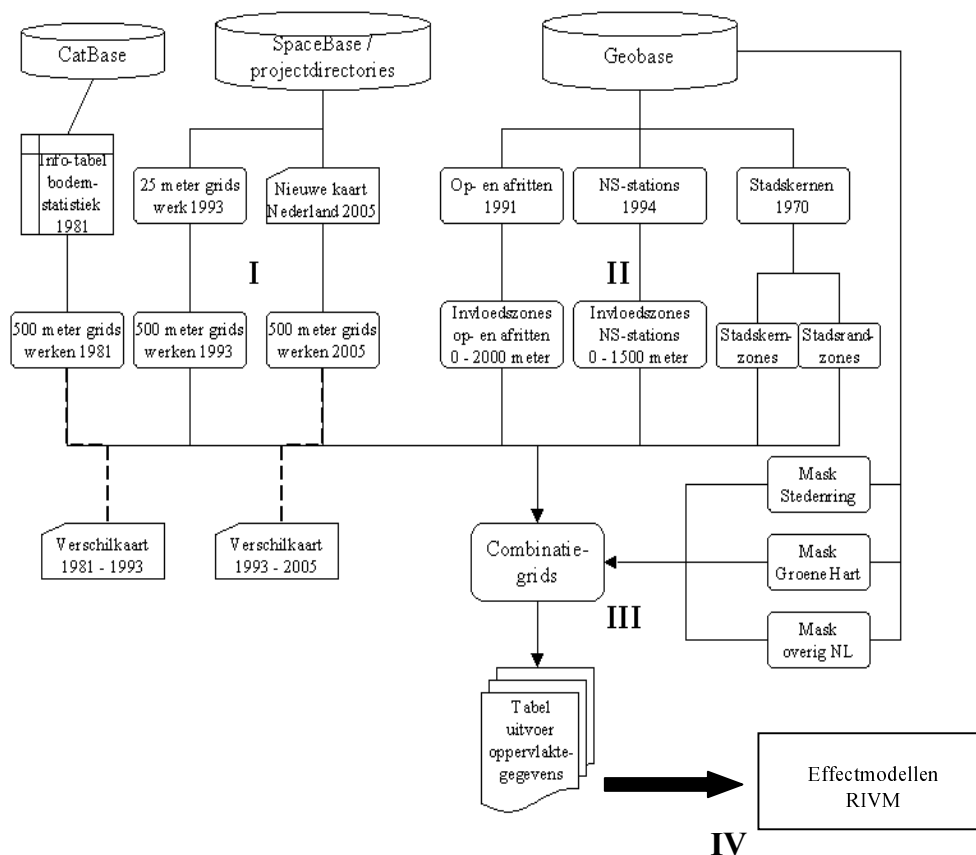 CatBase
SpaceBase /
projectdirectories
Geobase
Info-tabel
bodem-
statistiek
1981
25 meter grids
werk 1993
Nieuwe kaart
Nederland 2005
Op- en afritten
1991
NS-stations
1994
Stadskernen
1970
I
II
500 meter grids
werken 1981
500 meter grids
werken 1993
500 meter grids
werken 2005
Invloedszones
op- en afritten
0 - 2000 meter
Invloedszones
NS-stations
0 - 1500 meter
Stadskern-
zones
Stadsrand-
zones
Mask
Stedenring
Verschilkaart
1981 - 1993
Verschilkaart
1993 - 2005
Combinatie-
grids
Mask
Groene Hart
III
Mask
overig NL
Tabel
uitvoer
oppervlakte-
gegevens
Effectmodellen
RIVM
IV